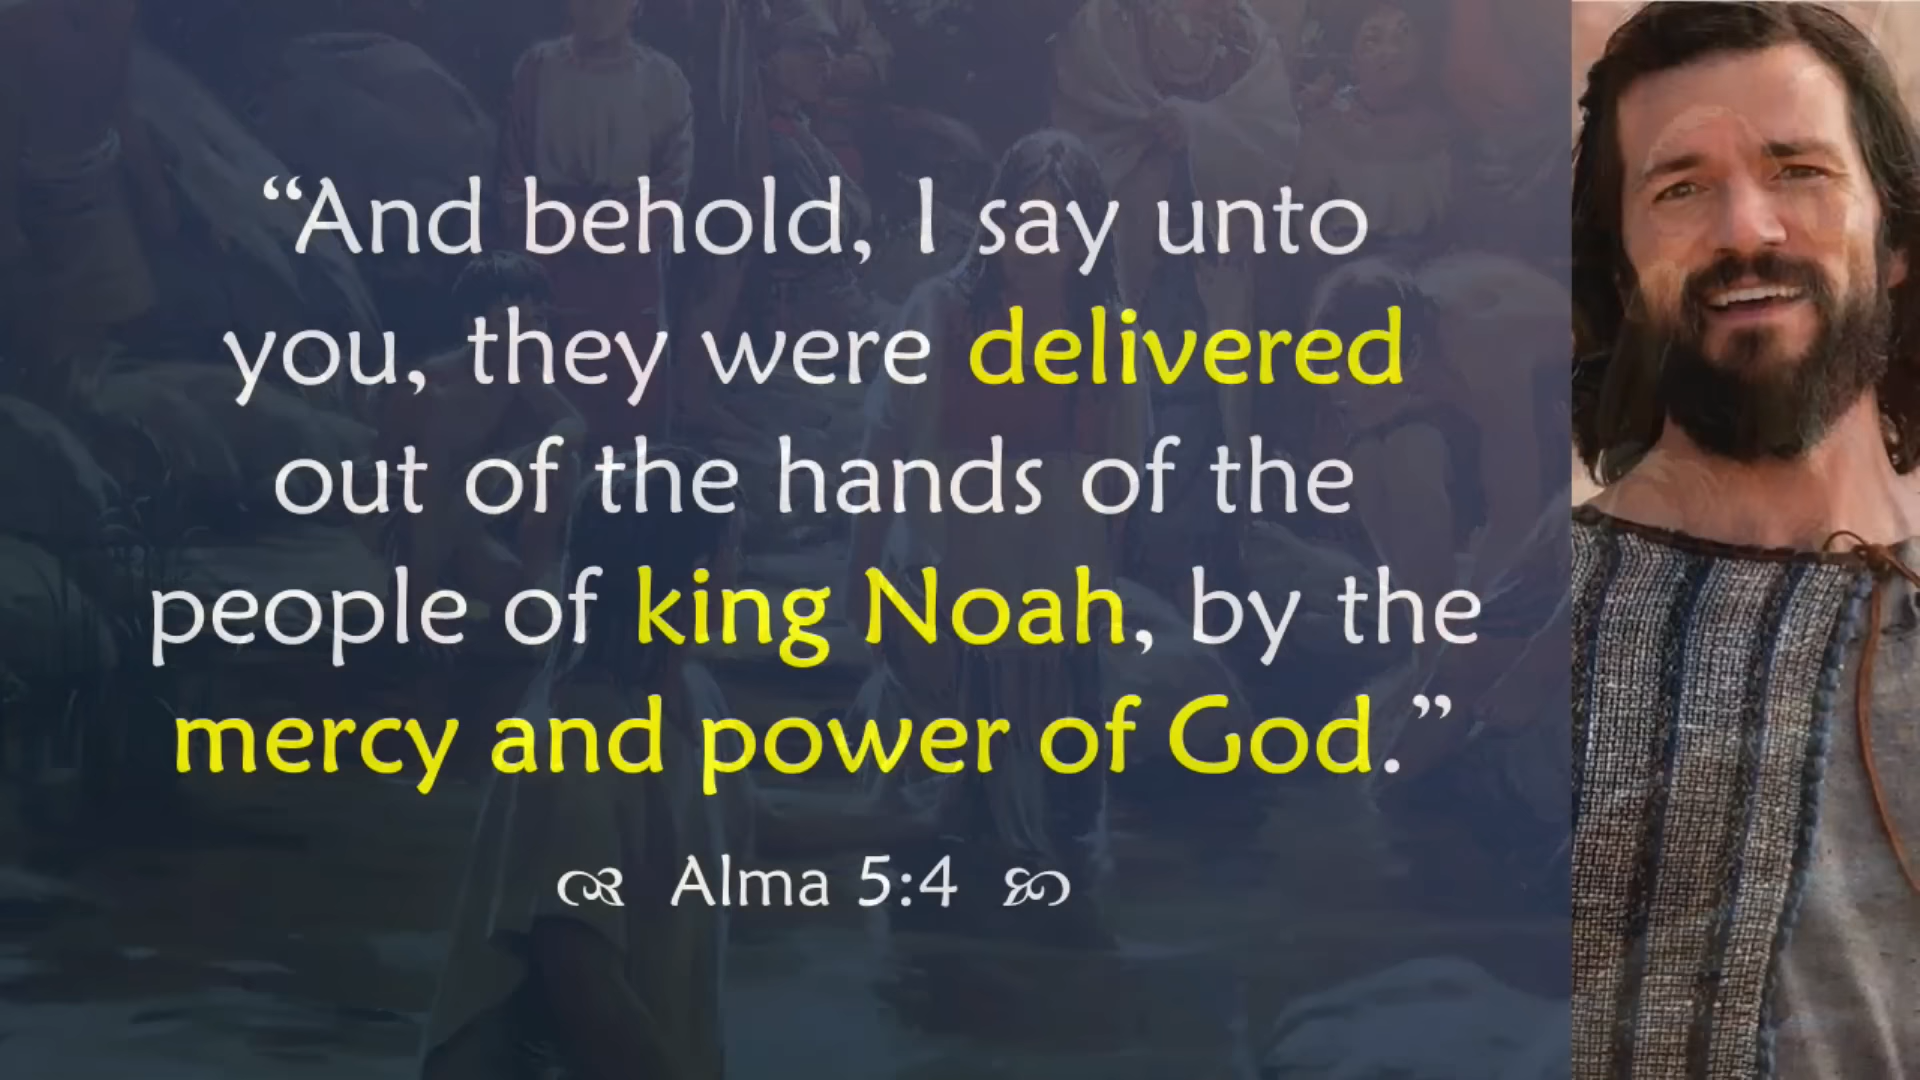 “And behold, I say unto
you, they were delivered
out of the hands of the
people of king Noah, by the
mercy and power of God.”
Alma 5:4